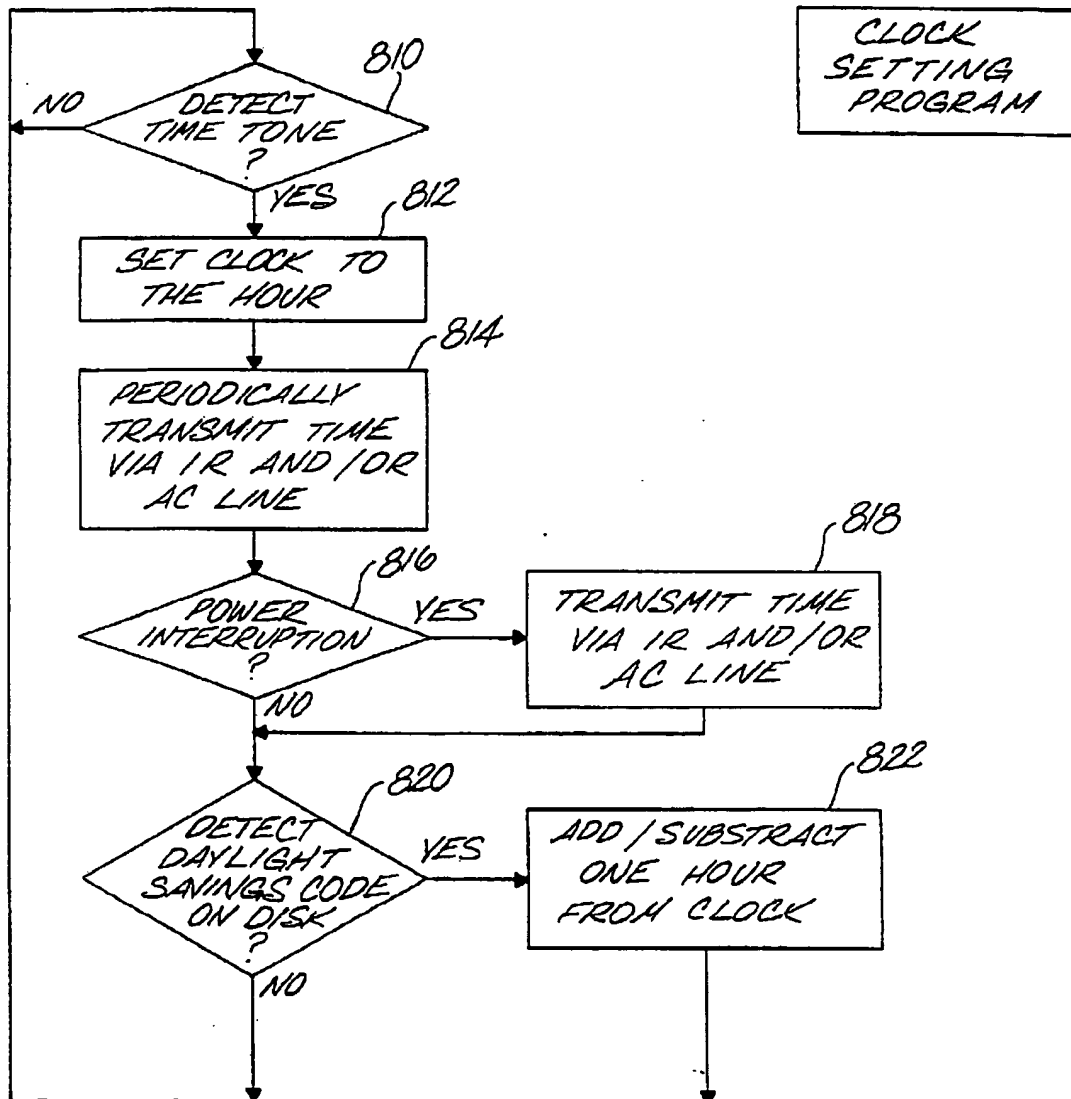 CLOCK
SETTING
PROGRAM
810
DETECT
TIME TONE
?
NO
YES
812
SET CLOCK TO
THE HOUR
814
PERIODICALLY
TRANSMIT TIME
VIA IR AND/OR
AC LINE
816
POWER
INTERRUPTION
?
YES
NO
818
TRANSMIT TIME
VIA IR AND/OR
AC LINE
820
DETECT
DAYLIGHT
SAVINGS CODE
ON DISK
?
YES
NO
822
ADD/SUBSTRACT
ONE HOUR
FROM CLOCK